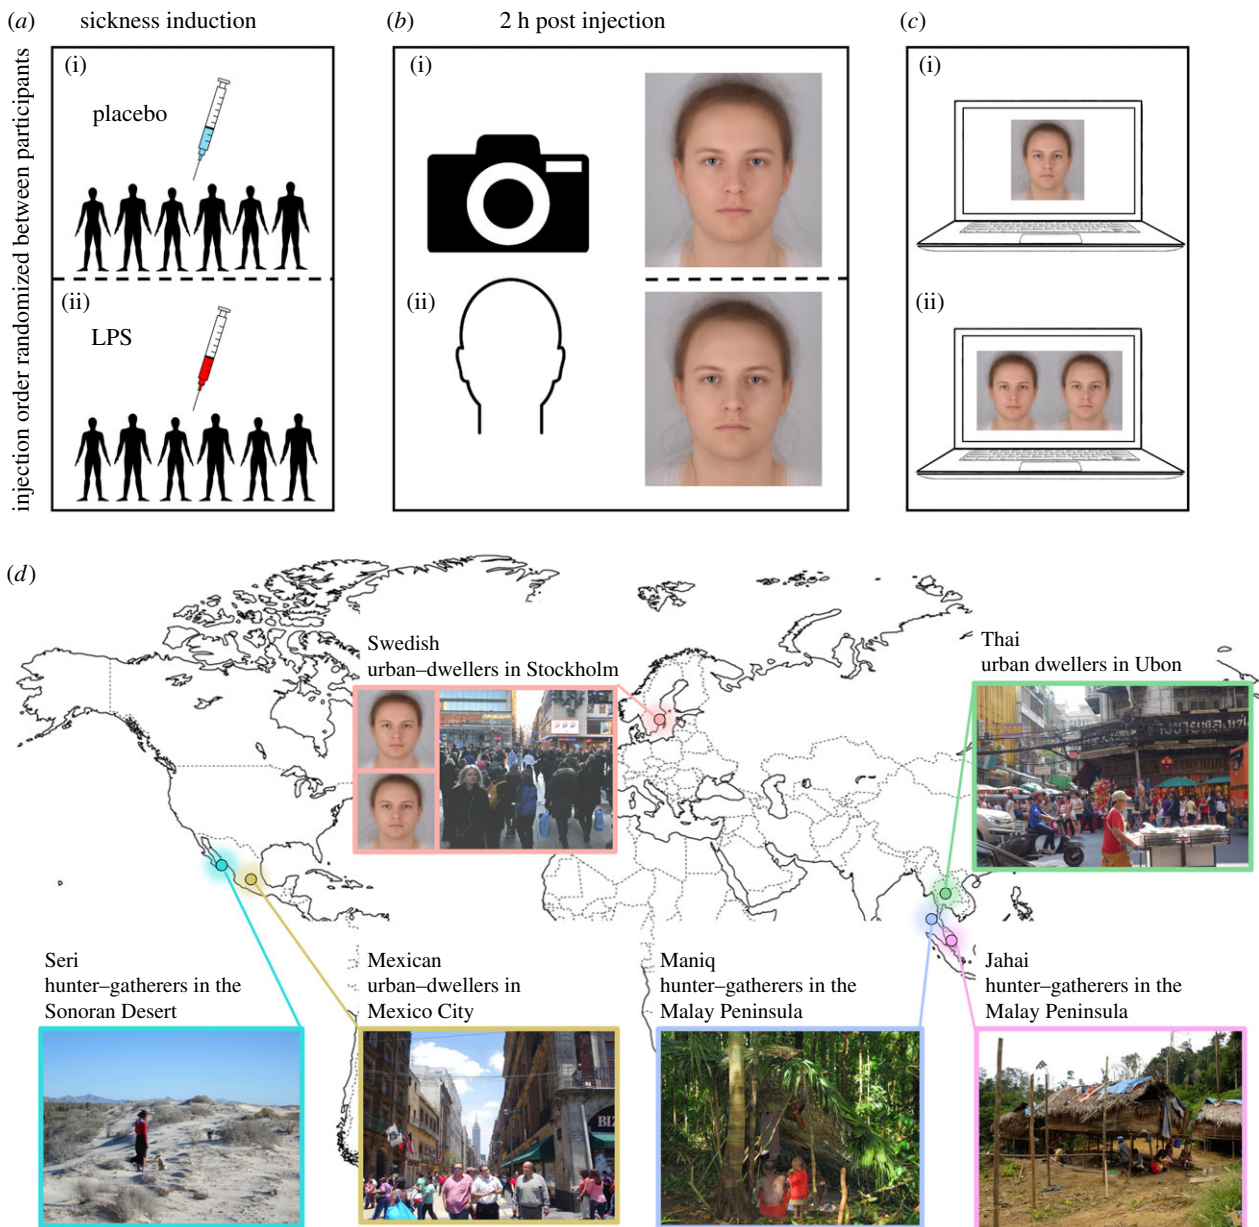 (a) sickness induction
(b) 2 h post injection
(c)
injection order randomized between participants
(i)
placebo
(ii)
LPS
(i)
(ii)
(i)
(ii)
(d)
Swedish
urban–dwellers in Stockholm
Thai
urban dwellers in Ubon
Seri
hunter–gatherers in the
Sonoran Desert
Mexican
urban–dwellers in
Mexico City
Maniq
hunter–gatherers in the
Malay Peninsula
Jahai
hunter–gatherers in the
Malay Peninsula